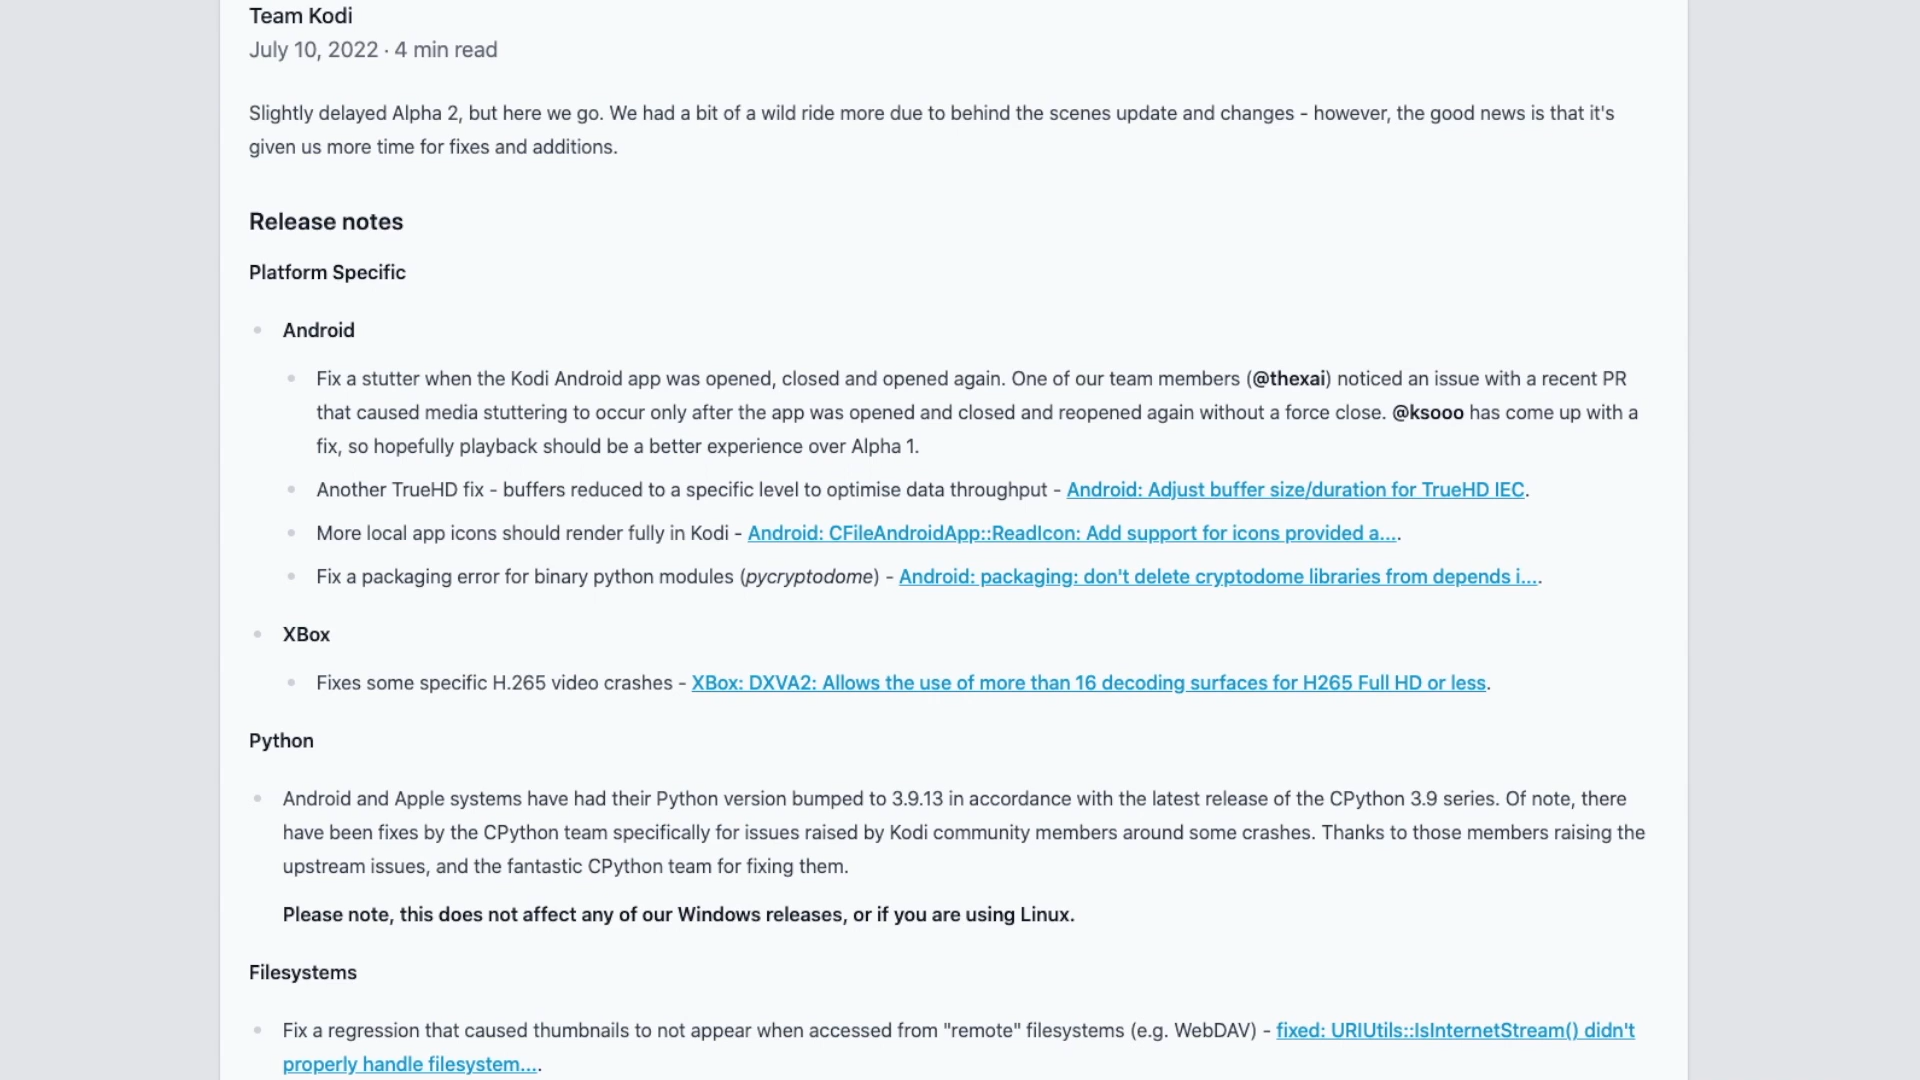 Team Kodi
July 10, 2022 · 4 min read
Slightly delayed Alpha 2, but here we go. We had a bit of a wild ride more due to behind the scenes update and changes - however, the good news is that it's
given us more time for fixes and additions.
Release notes
Platform Specific
Android
Fix a stutter when the Kodi Android app was opened, closed and opened again. One of our team members (@thexai) noticed an issue with a recent PR
that caused media stuttering to occur only after the app was opened and closed and reopened again without a force close. @ksooo has come up with a
fix, so hopefully playback should be a better experience over Alpha 1.
Another TrueHD fix - buffers reduced to a specific level to optimise data throughput - Android: Adjust buffer size/duration for TrueHD IEC.
More local app icons should render fully in Kodi - Android: CFileAndroidApp::ReadIcon: Add support for icons provided a....
Fix a packaging error for binary python modules (pycryptodome) - Android: packaging: don't delete cryptodome libraries from depends i....
XBox
Fixes some specific H.265 video crashes - XBox: DXVA2: Allows the use of more than 16 decoding surfaces for H265 Full HD or less.
Python
Android and Apple systems have had their Python version bumped to 3.9.13 in accordance with the latest release of the CPython 3.9 series. Of note, there
have been fixes by the CPython team specifically for issues raised by Kodi community members around some crashes. Thanks to those members raising the
upstream issues, and the fantastic CPython team for fixing them.
Please note, this does not affect any of our Windows releases, or if you are using Linux.
Filesystems
Fix a regression that caused thumbnails to not appear when accessed from "remote" filesystems (e.g. WebDAV) - fixed: URIUtils::IsInternetStream() didn't
properly handle filesystem....